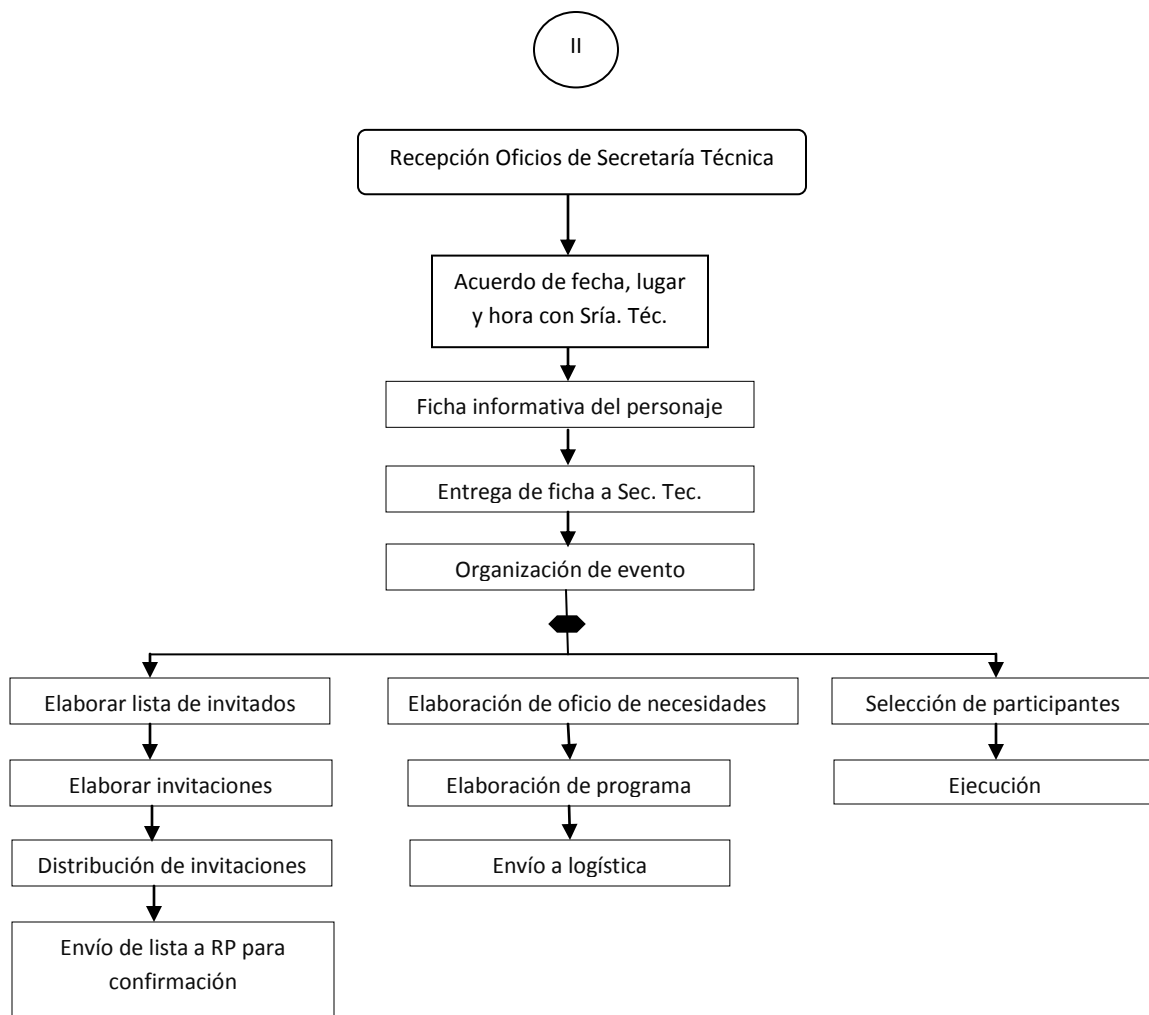 II
Recepción Oficios de Secretaría Técnica
Acuerdo de fecha, lugar
y hora con Sría. Téc.
Ficha informativa del personaje
Entrega de ficha a Sec. Tec.
Organización de evento
Elaborar lista de invitados
Elaboración de oficio de necesidades
Selección de participantes
Elaborar invitaciones
Elaboración de programa
Ejecución
Distribución de invitaciones
Envío a logística
Envío de lista a RP para
confirmación